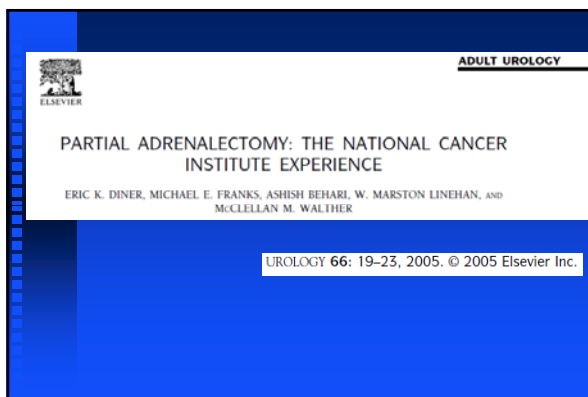 ADULT UROLOGY
ELSEVIER
PARTIAL ADRENALECTOMY: THE NATIONAL CANCER
INSTITUTE EXPERIENCE
ERIC K. DINER, MICHAEL E. FRANKS, ASHISH BEHARI, W. MARSTON LINEHAN, AND
McCLELLAN M. WALTHER
UROLOGY 66: 19–23, 2005. © 2005 Elsevier Inc.